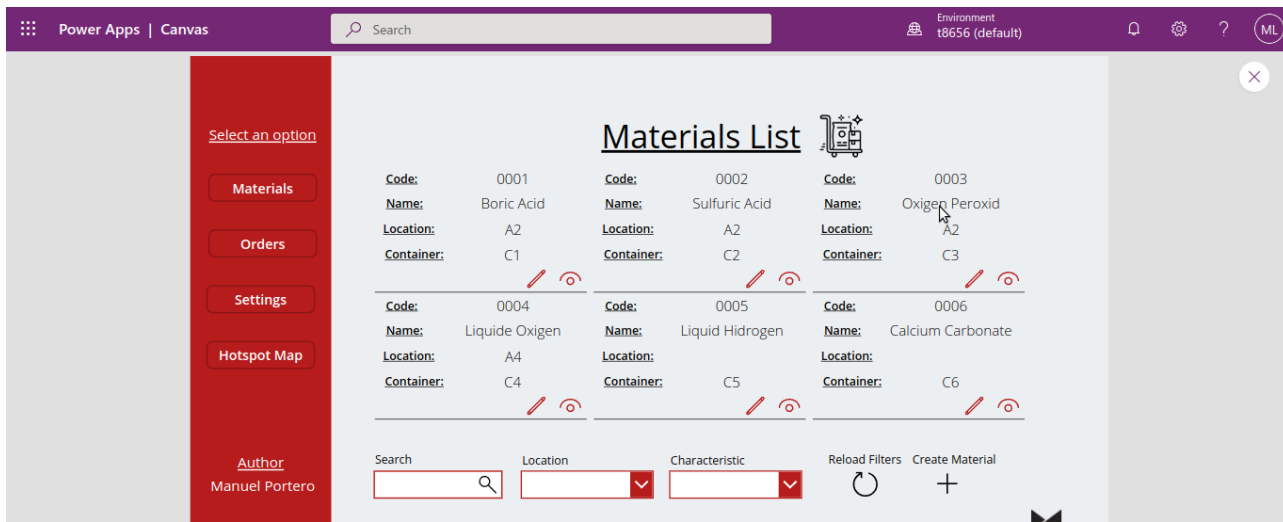 Power Apps | Canvas
Search
Environment
t8656 (default)
ML
Select an option
Materials
Orders
Settings
Hotspot Map
Author
Manuel Portero
Materials List
Code: 0001 Code: 0002 Code: 0003
Name: Boric Acid Name: Sulfuric Acid Name: Oxigen Peroxid
Location: A2 Location: A2 Location: A2
Container: C1 Container: C2 Container: C3
Code: 0004 Code: 0005 Code: 0006
Name: Liquide Oxigen Name: Liquid Hidrogen Name: Calcium Carbonate
Location: A4 Location: Location:
Container: C4 Container: C5 Container: C6
Search Location Characteristic Reload Filters Create Material